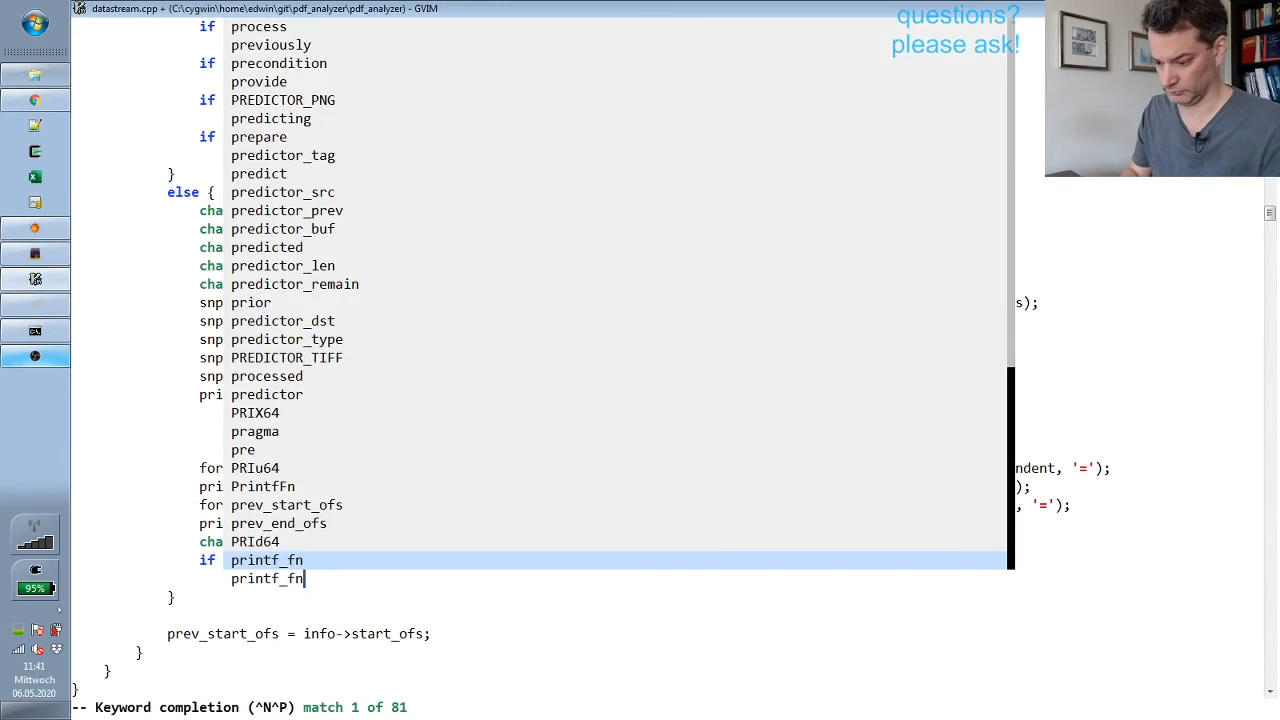 datastream.cpp + (C:\cygwin\home\edwin\git\pdf_analyzer\pdf_analyzer) - GVIM
questions?
please ask!
if process
previously
if precondition
provide
if PREDICTOR_PNG
predicting
if prepare
predictor_tag
} predict
else { predictor_src
cha predictor_prev
cha predictor_buf
cha predicted
cha predictor_len
cha predictor_remain
snp prior s);
snp predictor_dst
snp predictor_type
snp PREDICTOR_TIFF
snp processed
pri predictor
PRIX64
pragma
pre
for PRIu64 ndent, '=');
pri PrintfFn );
for prev_start_ofs , '=');
pri prev_end_ofs
cha PRId64
if printf_fn
printf_fn
}
prev_start_ofs = info->start_ofs;
}
}
}
-- Keyword completion (^N^P) match 1 of 81
95%
11:41
Mittwoch
06.05.2020